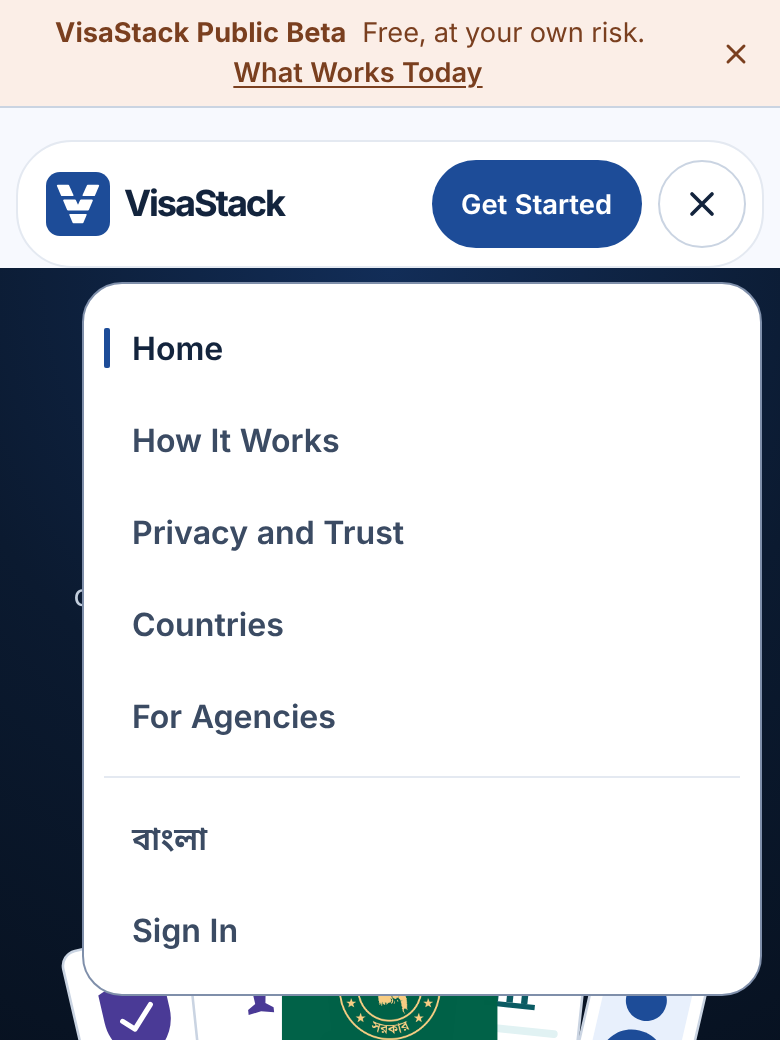 VisaStack Public Beta Free, at your own risk.
What Works Today
VisaStack
Get Started
Home
How It Works
Privacy and Trust
Countries
For Agencies
বাংলা
Sign In
সরকার